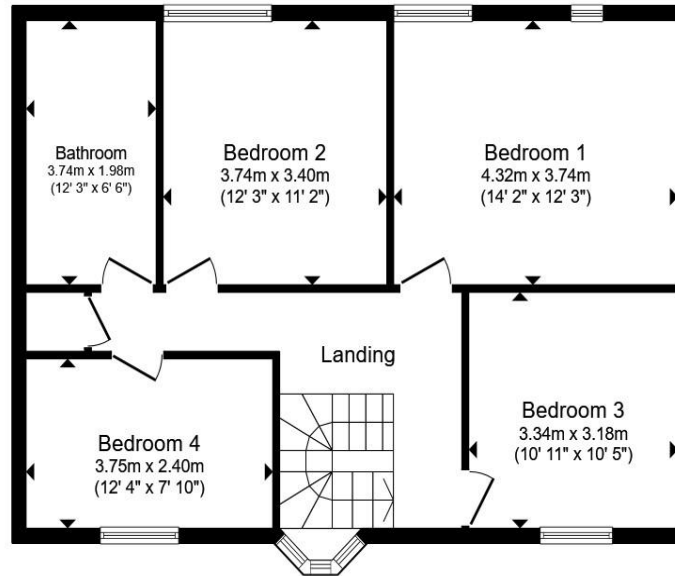 Bathroom
3.74m x 1.98m
(12' 3" x 6' 6")
Bedroom 2
3.74m x 3.40m
(12' 3" x 11' 2")
Bedroom 1
4.32m x 3.74m
(14' 2" x 12' 3")
Landing
Bedroom 4
3.75m x 2.40m
(12' 4" x 7' 10")
Bedroom 3
3.34m x 3.18m
(10' 11" x 10' 5")